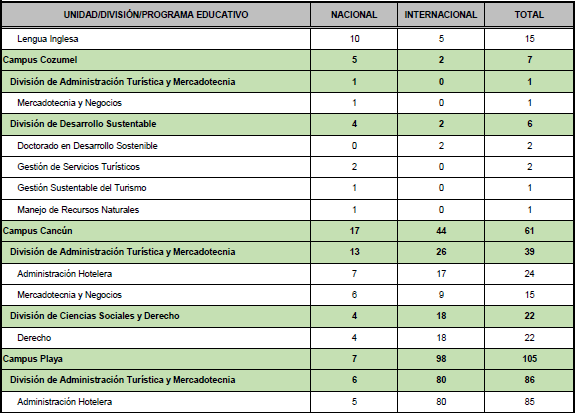 UNIDAD/DIVISIÓN/PROGRAMA EDUCATIVO NACIONAL INTERNACIONAL TOTAL
Lengua Inglesa 10 5 15
Campus Cozumel 5 2 7
División de Administración Turística y Mercadotecnia 1 0 1
Mercadotecnia y Negocios 1 0 1
División de Desarrollo Sustentable 4 2 6
Doctorado en Desarrollo Sostenible 0 2 2
Gestión de Servicios Turísticos 2 0 2
Gestión Sustentable del Turismo 1 0 1
Manejo de Recursos Naturales 1 0 1
Campus Cancún 17 44 61
División de Administración Turística y Mercadotecnia 13 26 39
Administración Hotelera 7 17 24
Mercadotecnia y Negocios 6 9 15
División de Ciencias Sociales y Derecho 4 18 22
Derecho 4 18 22
Campus Playa 7 98 105
División de Administración Turística y Mercadotecnia 6 80 86
Administración Hotelera 5 80 85